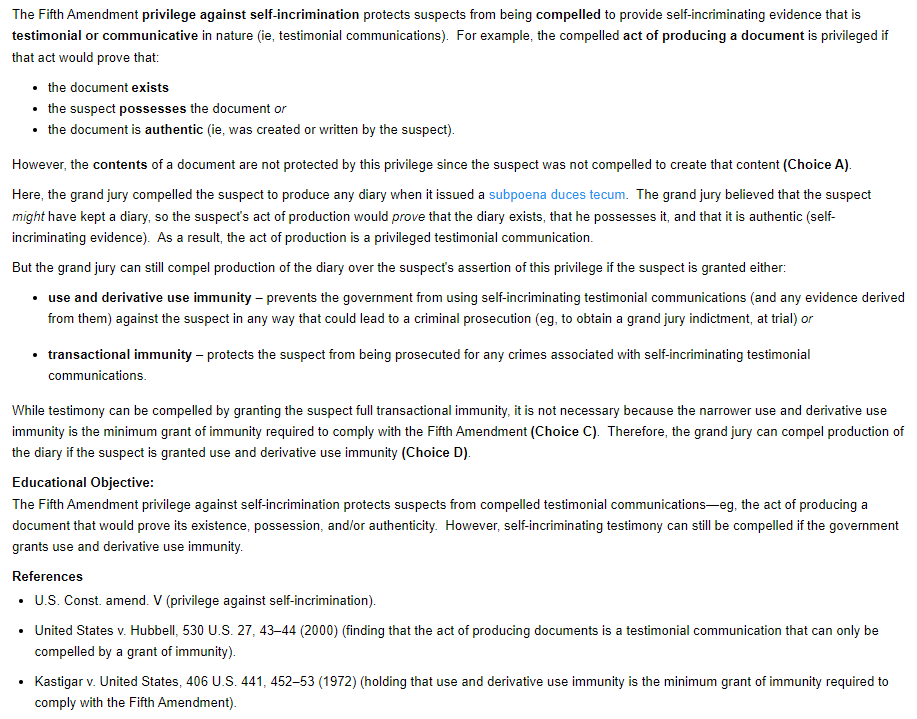 The Fifth Amendment privilege against self-incrimination protects suspects from being compelled to provide self-incriminating evidence that is
testimonial or communicative in nature (ie, testimonial communications). For example, the compelled act of producing a document is privileged if
that act would prove that:
• the document exists
• the suspect possesses the document or
• the document is authentic (ie, was created or written by the suspect).
However, the contents of a document are not protected by this privilege since the suspect was not compelled to create that content (Choice A).
Here, the grand jury compelled the suspect to produce any diary when it issued a subpoena duces tecum. The grand jury believed that the suspect
might have kept a diary, so the suspect's act of production would prove that the diary exists, that he possesses it, and that it is authentic (self-
incriminating evidence). As a result, the act of production is a privileged testimonial communication.
But the grand jury can still compel production of the diary over the suspect's assertion of this privilege if the suspect is granted either:
• use and derivative use immunity – prevents the government from using self-incriminating testimonial communications (and any evidence derived
from them) against the suspect in any way that could lead to a criminal prosecution (eg, to obtain a grand jury indictment, at trial) or
• transactional immunity – protects the suspect from being prosecuted for any crimes associated with self-incriminating testimonial
communications.
While testimony can be compelled by granting the suspect full transactional immunity, it is not necessary because the narrower use and derivative use
immunity is the minimum grant of immunity required to comply with the Fifth Amendment (Choice C). Therefore, the grand jury can compel production of
the diary if the suspect is granted use and derivative use immunity (Choice D).
Educational Objective:
The Fifth Amendment privilege against self-incrimination protects suspects from compelled testimonial communications—eg, the act of producing a
document that would prove its existence, possession, and/or authenticity. However, self-incriminating testimony can still be compelled if the government
grants use and derivative use immunity.
References
• U.S. Const. amend. V (privilege against self-incrimination).
• United States v. Hubbell, 530 U.S. 27, 43–44 (2000) (finding that the act of producing documents is a testimonial communication that can only be
compelled by a grant of immunity).
• Kastigar v. United States, 406 U.S. 441, 452–53 (1972) (holding that use and derivative use immunity is the minimum grant of immunity required to
comply with the Fifth Amendment).